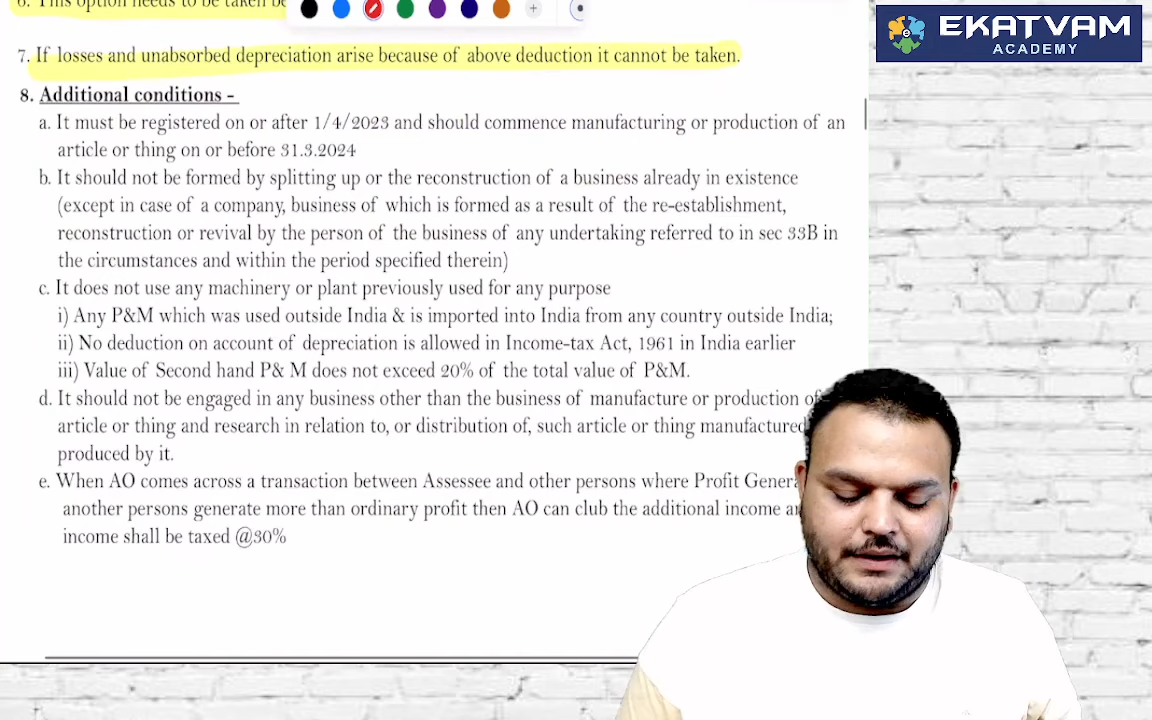 6. This option needs to be taken be
EKATVAM
ACADEMY
7. If losses and unabsorbed depreciation arise because of above deduction it cannot be taken.
8. Additional conditions -
a. It must be registered on or after 1/4/2023 and should commence manufacturing or production of an
article or thing on or before 31.3.2024
b. It should not be formed by splitting up or the reconstruction of a business already in existence
(except in case of a company, business of which is formed as a result of the re-establishment,
reconstruction or revival by the person of the business of any undertaking referred to in sec 33B in
the circumstances and within the period specified therein)
c. It does not use any machinery or plant previously used for any purpose
i) Any P&M which was used outside India & is imported into India from any country outside India;
ii) No deduction on account of depreciation is allowed in Income-tax Act, 1961 in India earlier
iii) Value of Second hand P& M does not exceed 20% of the total value of P&M.
d. It should not be engaged in any business other than the business of manufacture or production of
article or thing and research in relation to, or distribution of, such article or thing manufactured
produced by it.
e. When AO comes across a transaction between Assessee and other persons where Profit Genera
another persons generate more than ordinary profit then AO can club the additional income a
income shall be taxed @30%